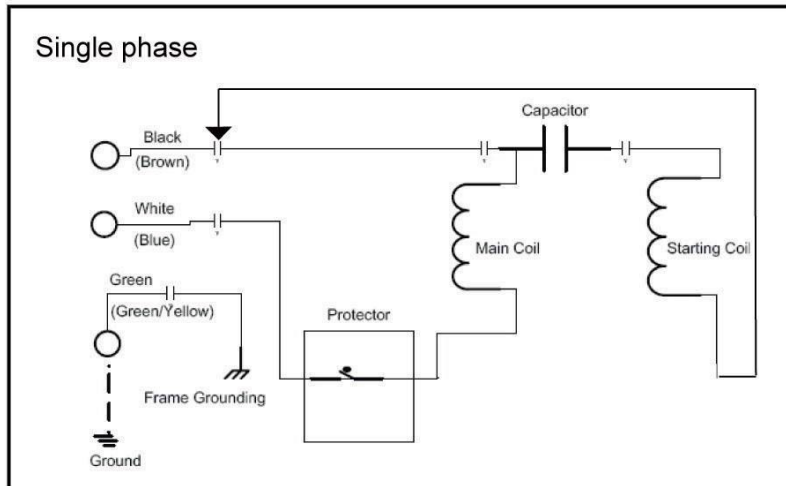 Single phase
Capacitor
Black
(Brown)
White
(Blue)
Main Coil
Starting Coil
Green
(Green/Yellow)
Protector
Frame Grounding
Ground